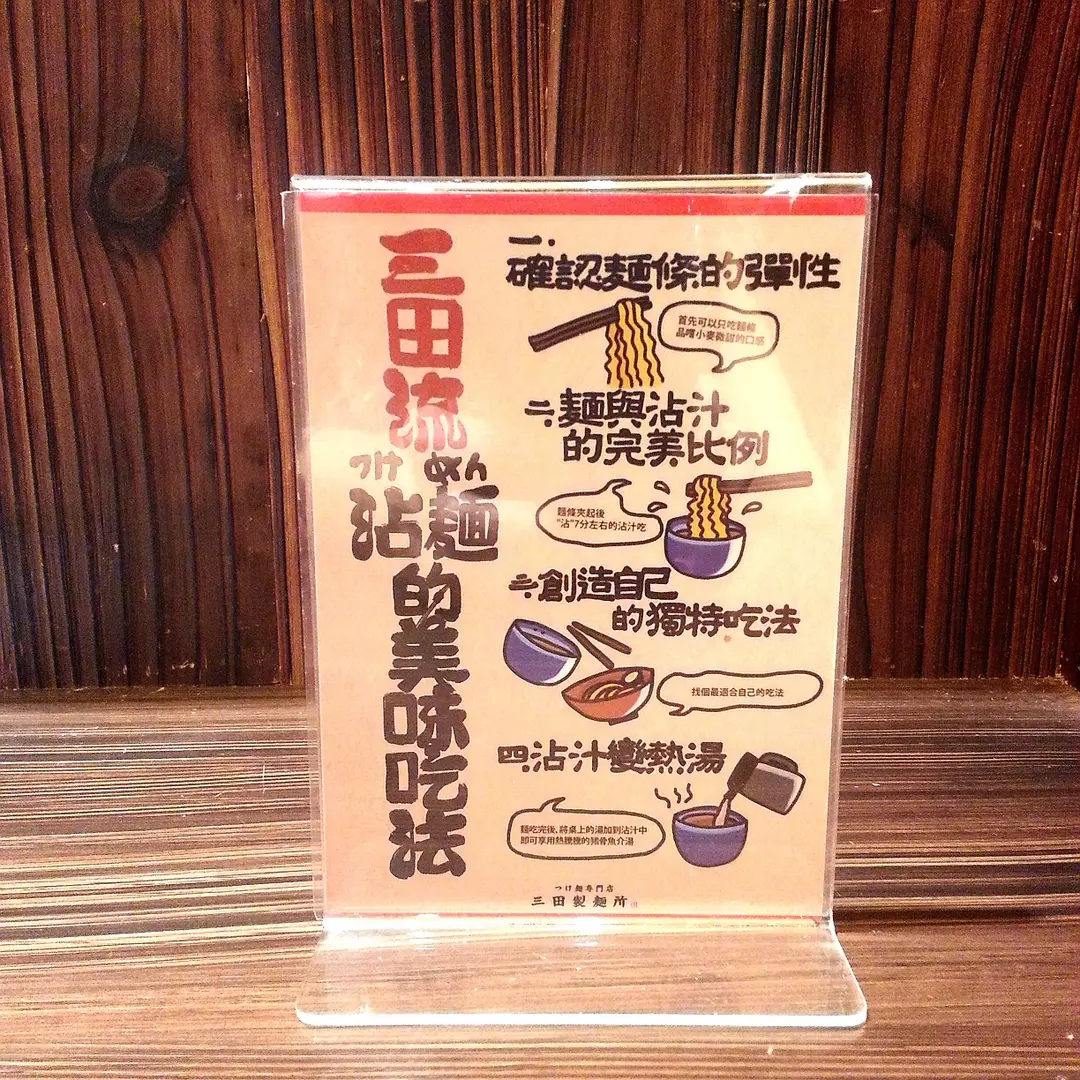 三田流
つけ めん
沾麵
的美味吃法
一.
確認麵條的彈性
首先可以只吃麵條
品嚐小麥微甜的口感
二.麵與沾汁
的完美比例
麵條夾起後
"沾"7分左右的沾汁吃
三.創造自己
的獨特吃法
找個最適合自己的吃法
四.沾汁變熱湯
麵吃完後、將桌上的湯加到沾汁中
即可享用熱騰騰的豬骨魚介湯
つけ麺専門店
三田製麺所